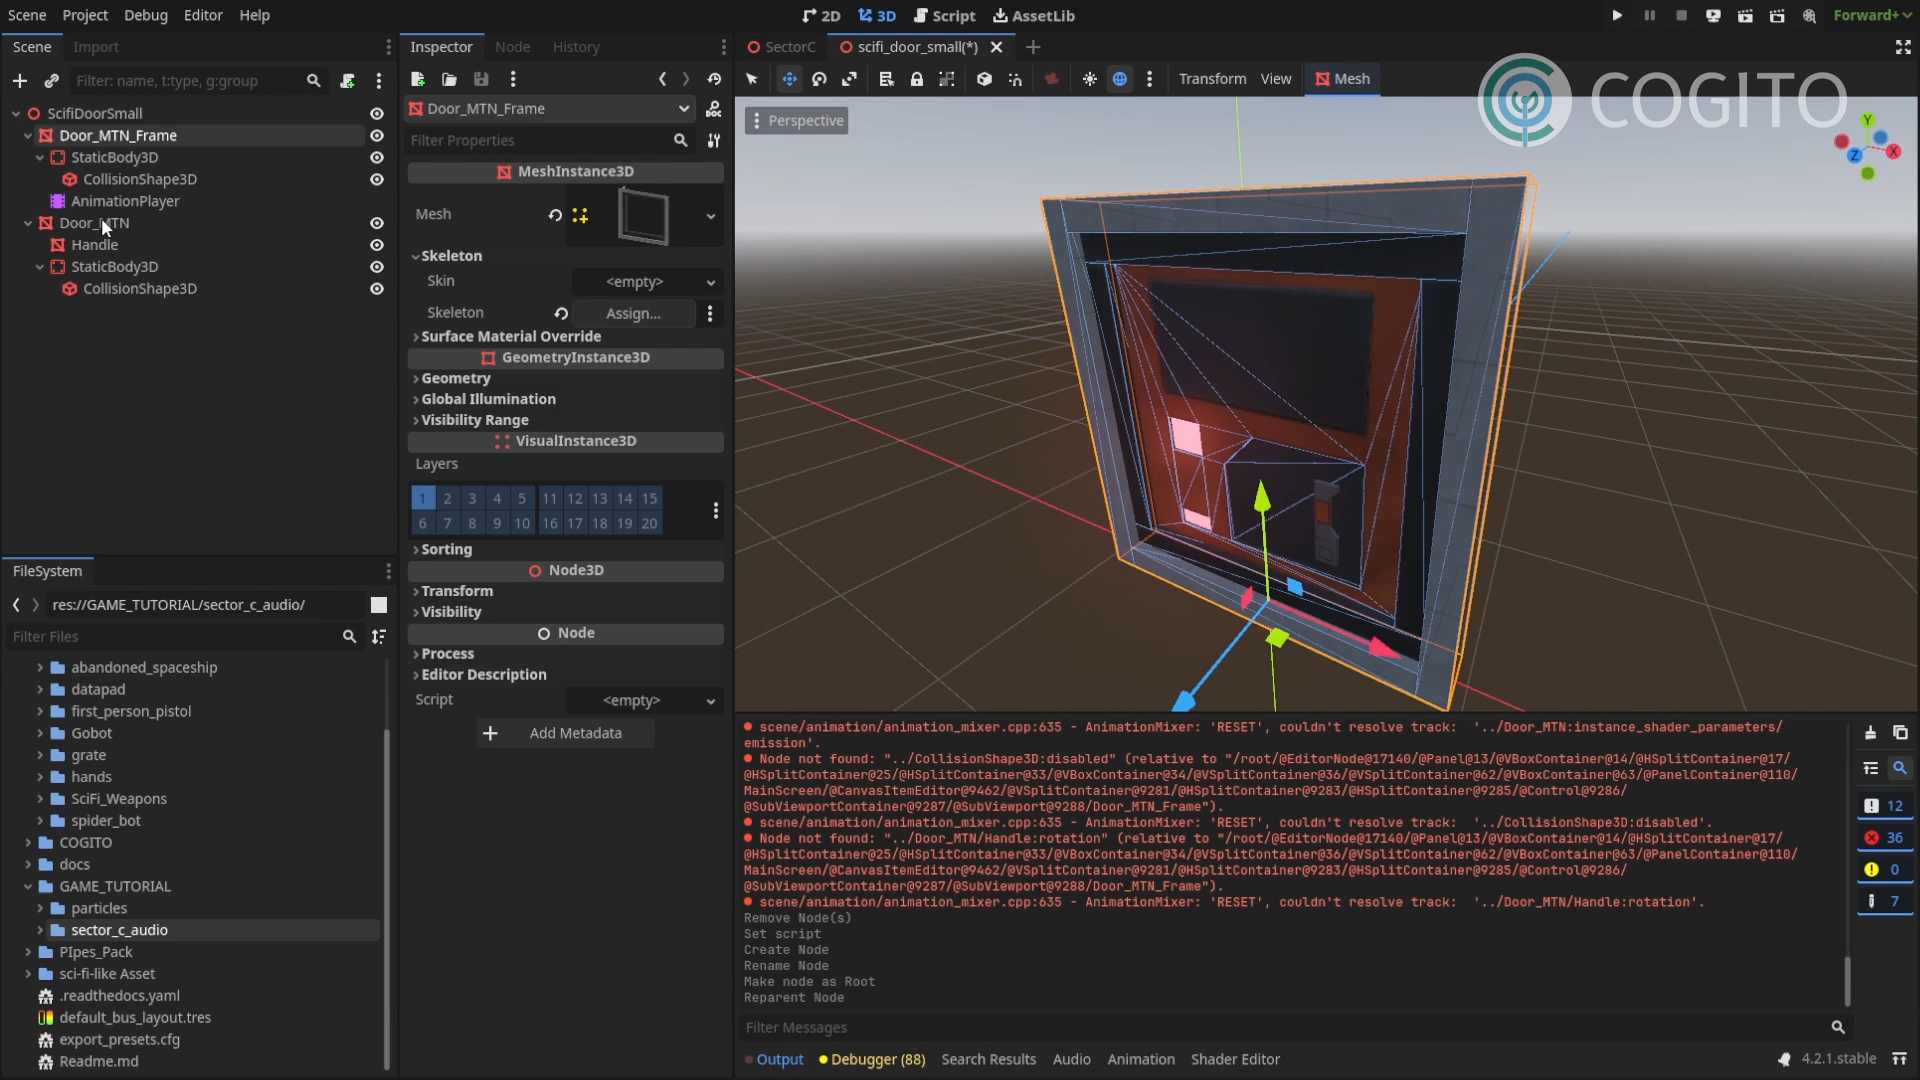 Scene Project Debug Editor Help
2D 3D Script AssetLib
Forward+
Scene Import
Inspector Node History
SectorC scifi_door_small(*)
Filter: name, t:type, g:group
Transform View Mesh
COGITO
ScifiDoorSmall
Door_MTN_Frame
StaticBody3D
CollisionShape3D
AnimationPlayer
Door_MTN
Handle
StaticBody3D
CollisionShape3D
Door_MTN_Frame
Filter Properties
MeshInstance3D
Mesh
Skeleton
Skin <empty>
Skeleton Assign...
Surface Material Override
GeometryInstance3D
Geometry
Global Illumination
Visibility Range
VisualInstance3D
Layers
1 2 3 4 5 11 12 13 14 15
6 7 8 9 10 16 17 18 19 20
Sorting
Node3D
Transform
Visibility
Node
Process
Editor Description
Script <empty>
Add Metadata
Perspective
Y
X
Z
FileSystem
res://GAME_TUTORIAL/sector_c_audio/
Filter Files
abandoned_spaceship
datapad
first_person_pistol
Gobot
grate
hands
SciFi_Weapons
spider_bot
COGITO
docs
GAME_TUTORIAL
particles
sector_c_audio
PIpes_Pack
sci-fi-like Asset
.readthedocs.yaml
default_bus_layout.tres
export_presets.cfg
Readme.md
scene/animation/animation_mixer.cpp:635 - AnimationMixer: 'RESET', couldn't resolve track:  '../Door_MTN:instance_shader_parameters/
emission'.
Node not found: "../CollisionShape3D:disabled" (relative to "/root/@EditorNode@17140/@Panel@13/@VBoxContainer@14/@HSplitContainer@17/
@HSplitContainer@25/@HSplitContainer@33/@VBoxContainer@34/@VSplitContainer@36/@VSplitContainer@62/@VBoxContainer@63/@PanelContainer@110/
MainScreen/@CanvasItemEditor@9462/@VSplitContainer@9281/@HSplitContainer@9283/@HSplitContainer@9285/@Control@9286/
@SubViewportContainer@9287/@SubViewport@9288/Door_MTN_Frame").
scene/animation/animation_mixer.cpp:635 - AnimationMixer: 'RESET', couldn't resolve track:  '../CollisionShape3D:disabled'.
Node not found: "../Door_MTN/Handle:rotation" (relative to "/root/@EditorNode@17140/@Panel@13/@VBoxContainer@14/@HSplitContainer@17/
@HSplitContainer@25/@HSplitContainer@33/@VBoxContainer@34/@VSplitContainer@36/@VSplitContainer@62/@VBoxContainer@63/@PanelContainer@110/
MainScreen/@CanvasItemEditor@9462/@VSplitContainer@9281/@HSplitContainer@9283/@HSplitContainer@9285/@Control@9286/
@SubViewportContainer@9287/@SubViewport@9288/Door_MTN_Frame").
scene/animation/animation_mixer.cpp:635 - AnimationMixer: 'RESET', couldn't resolve track:  '../Door_MTN/Handle:rotation'.
Remove Node(s)
Set script
Create Node
Rename Node
Make node as Root
Reparent Node
12
36
0
7
Filter Messages
Output Debugger (88) Search Results Audio Animation Shader Editor
4.2.1.stable